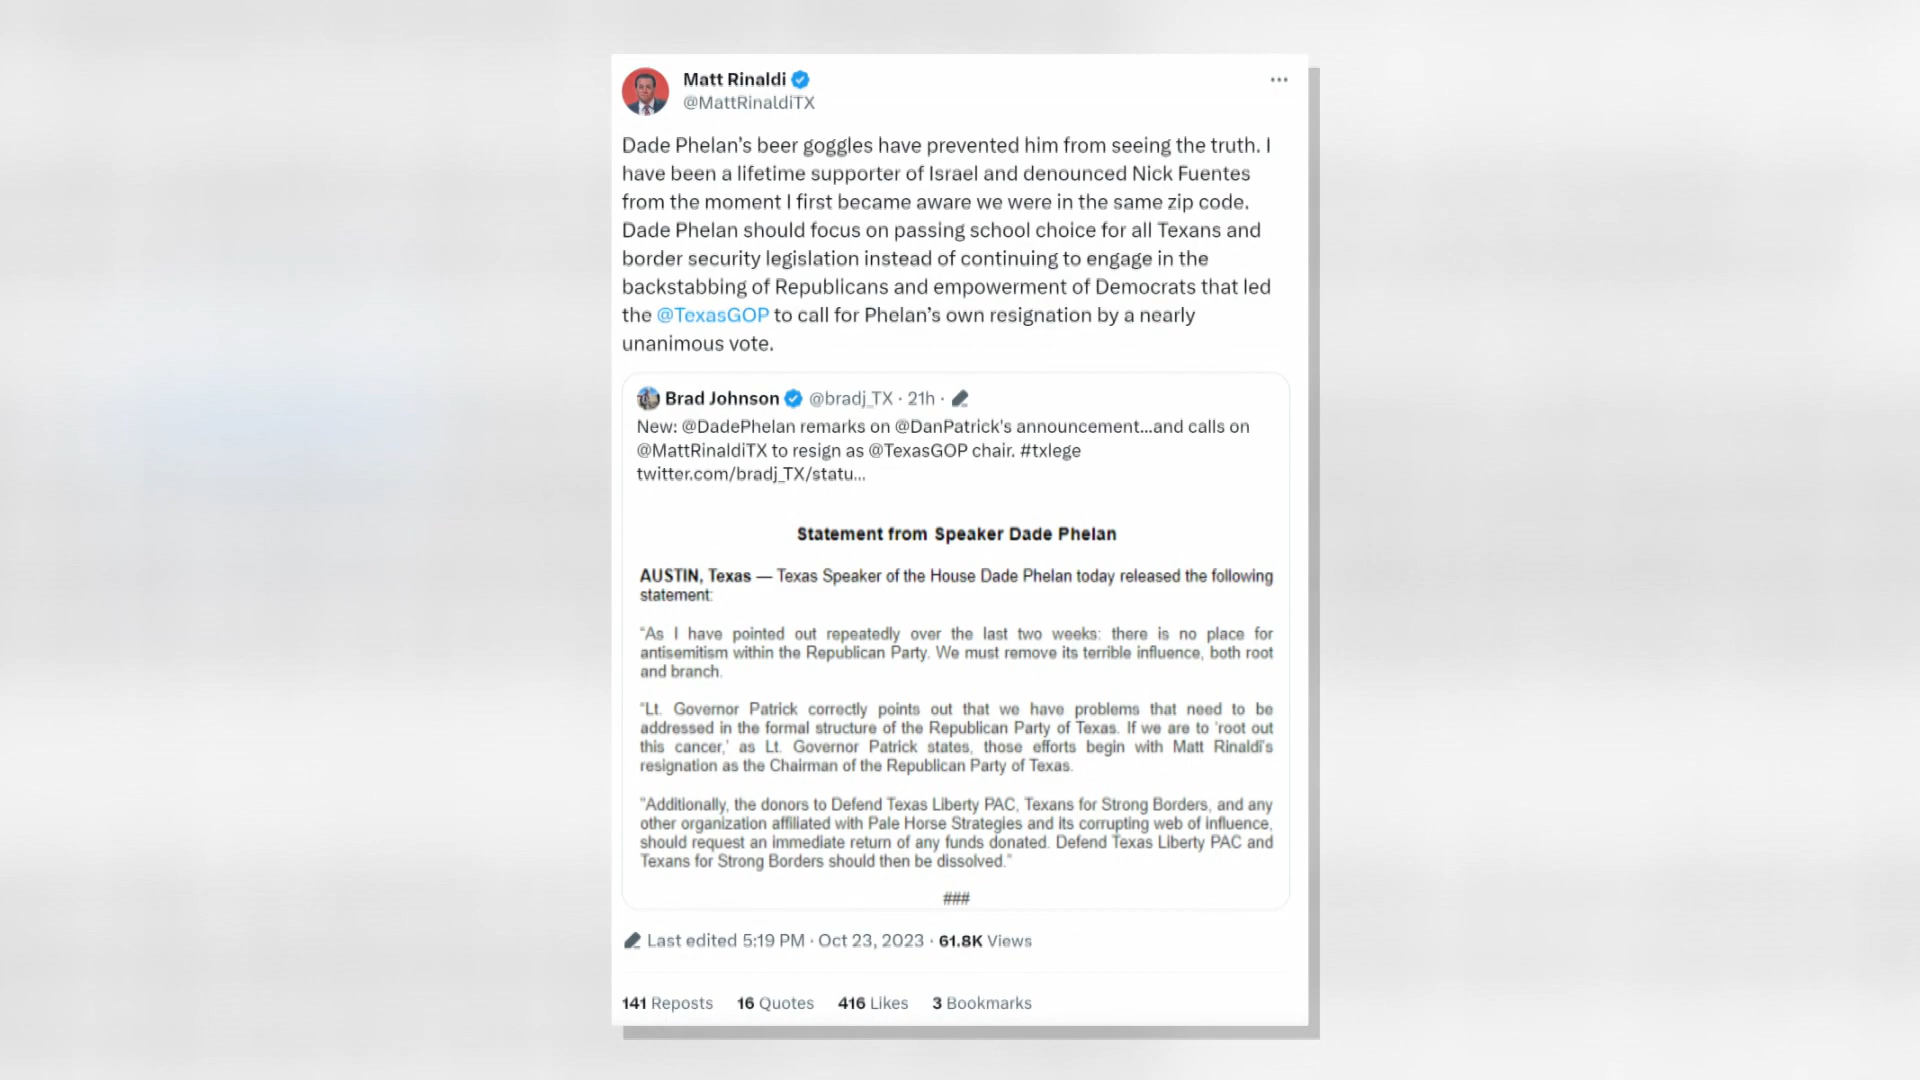 Matt Rinaldi
@MattRinaldiTX
Dade Phelan’s beer goggles have prevented him from seeing the truth. I
have been a lifetime supporter of Israel and denounced Nick Fuentes
from the moment I first became aware we were in the same zip code.
Dade Phelan should focus on passing school choice for all Texans and
border security legislation instead of continuing to engage in the
backstabbing of Republicans and empowerment of Democrats that led
the @TexasGOP to call for Phelan’s own resignation by a nearly
unanimous vote.
Brad Johnson @bradj_TX · 21h ·
New: @DadePhelan remarks on @DanPatrick's announcement...and calls on
@MattRinaldiTX to resign as @TexasGOP chair. #txlege
twitter.com/bradj_TX/statu...
Statement from Speaker Dade Phelan
AUSTIN, Texas — Texas Speaker of the House Dade Phelan today released the following
statement:
“As I have pointed out repeatedly over the last two weeks: there is no place for
antisemitism within the Republican Party. We must remove its terrible influence, both root
and branch.
“Lt. Governor Patrick correctly points out that we have problems that need to be
addressed in the formal structure of the Republican Party of Texas. If we are to ‘root out
this cancer,’ as Lt. Governor Patrick states, those efforts begin with Matt Rinaldi’s
resignation as the Chairman of the Republican Party of Texas.
“Additionally, the donors to Defend Texas Liberty PAC, Texans for Strong Borders, and any
other organization affiliated with Pale Horse Strategies and its corrupting web of influence,
should request an immediate return of any funds donated. Defend Texas Liberty PAC and
Texans for Strong Borders should then be dissolved.”
###
Last edited 5:19 PM · Oct 23, 2023 · 61.8K Views
141 Reposts 16 Quotes 416 Likes 3 Bookmarks